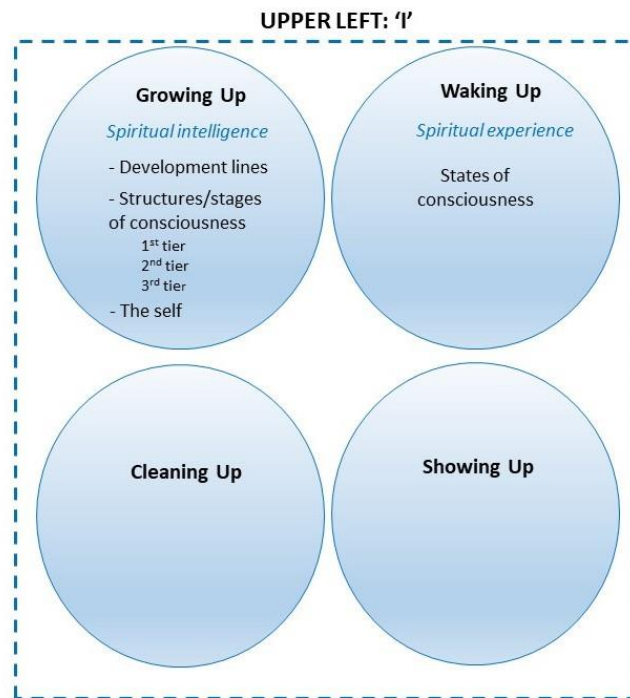 UPPER LEFT: ‘I’
Growing Up
Spiritual intelligence
- Development lines
- Structures/stages
of consciousness
1st tier
2nd tier
3rd tier
- The self
Waking Up
Spiritual experience
States of
consciousness
Cleaning Up
Showing Up